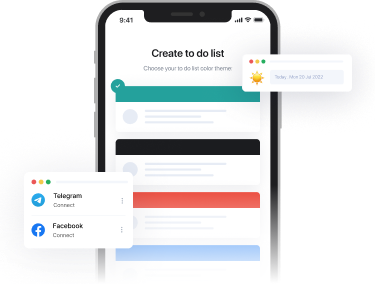 9:41
Create to do list
Choose your to do list color theme:
Today, Mon 20 Jul 2022
Telegram
Connect
Facebook
Connect